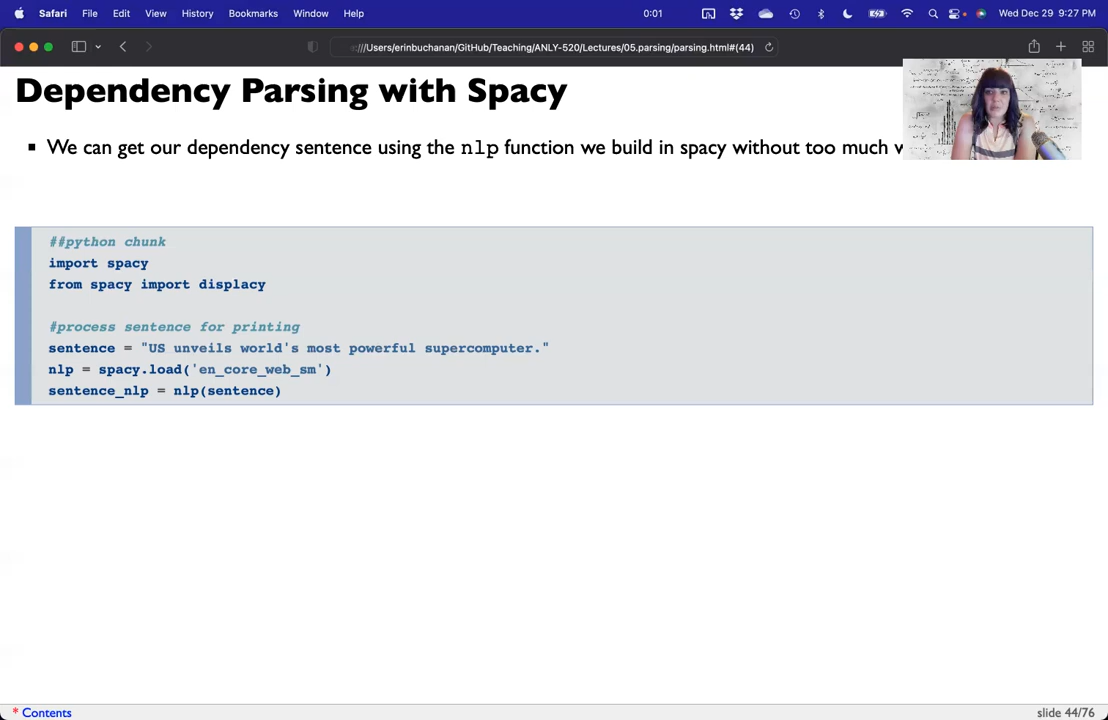 Safari File Edit View History Bookmarks Window Help 0:01 Wed Dec 29 9:27 PM
:///Users/erinbuchanan/GitHub/Teaching/ANLY-520/Lectures/05.parsing/parsing.html#(44)
Dependency Parsing with Spacy
We can get our dependency sentence using the nlp function we build in spacy without too much
##python chunk
import spacy
from spacy import displacy
#process sentence for printing
sentence = "US unveils world's most powerful supercomputer."
nlp = spacy.load('en_core_web_sm')
sentence_nlp = nlp(sentence)
* Contents
slide 44/76